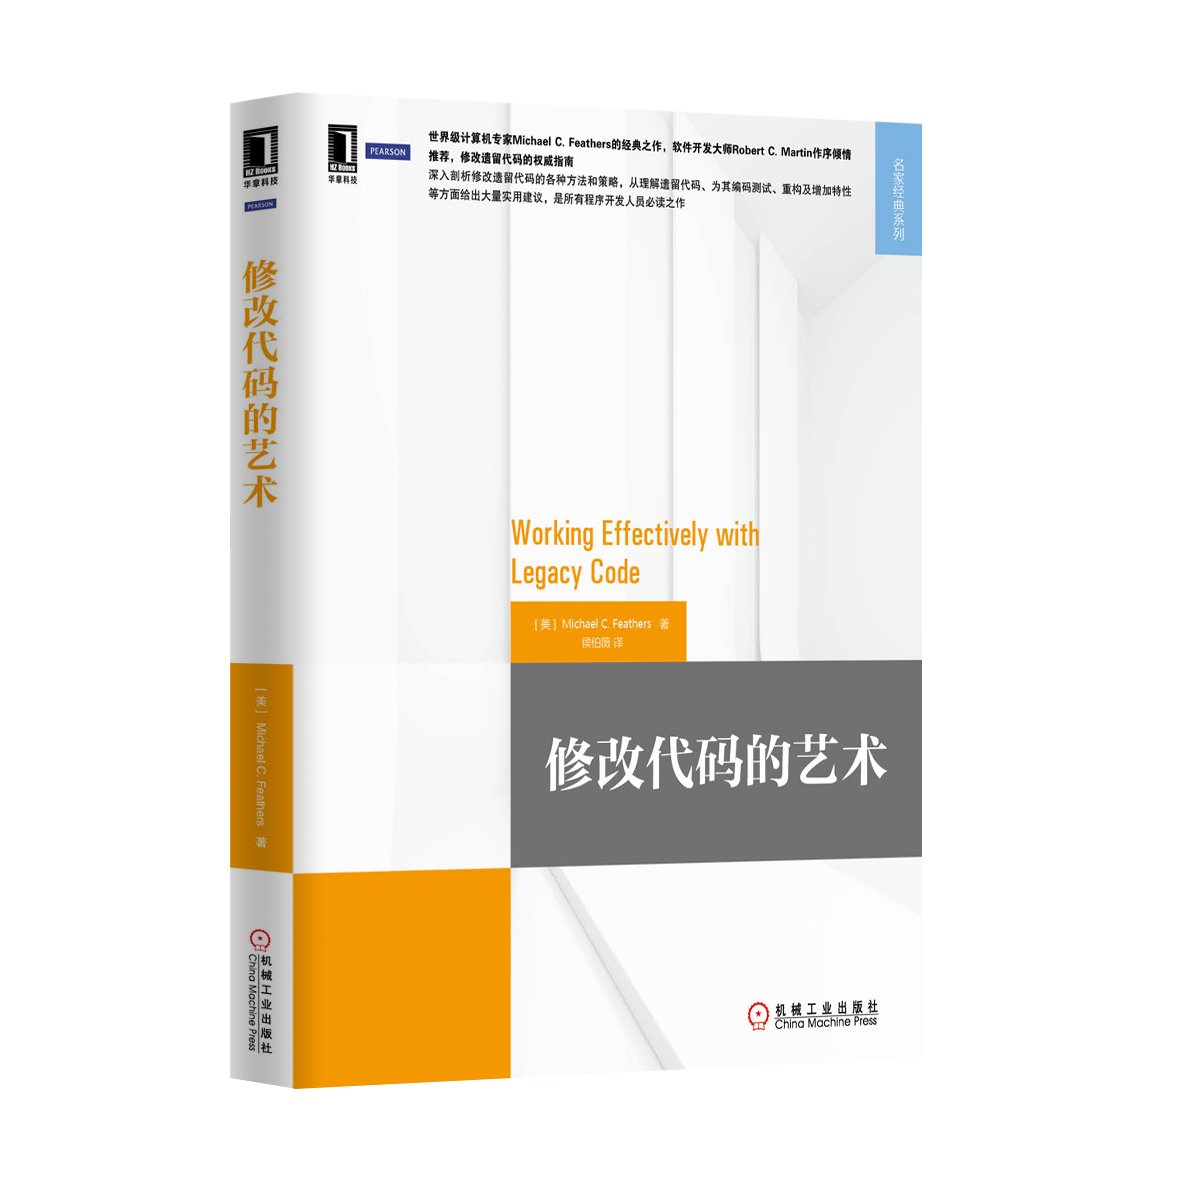 HZ BOOKS
华章科技
PEARSON
修改代码的艺术
[美] Michael C. Feathers 著
机械工业出版社
China Machine Press
HZ BOOKS
华章科技
PEARSON
世界级计算机专家Michael C. Feathers的经典之作，软件开发大师Robert C. Martin作序倾情
推荐，修改遗留代码的权威指南
深入剖析修改遗留代码的各种方法和策略，从理解遗留代码、为其编码测试、重构及增加特性
等方面给出大量实用建议，是所有程序开发人员必读之作
名家经典系列
Working Effectively with
Legacy Code
[美] Michael C. Feathers 著
侯伯薇 译
修改代码的艺术
机械工业出版社
China Machine Press